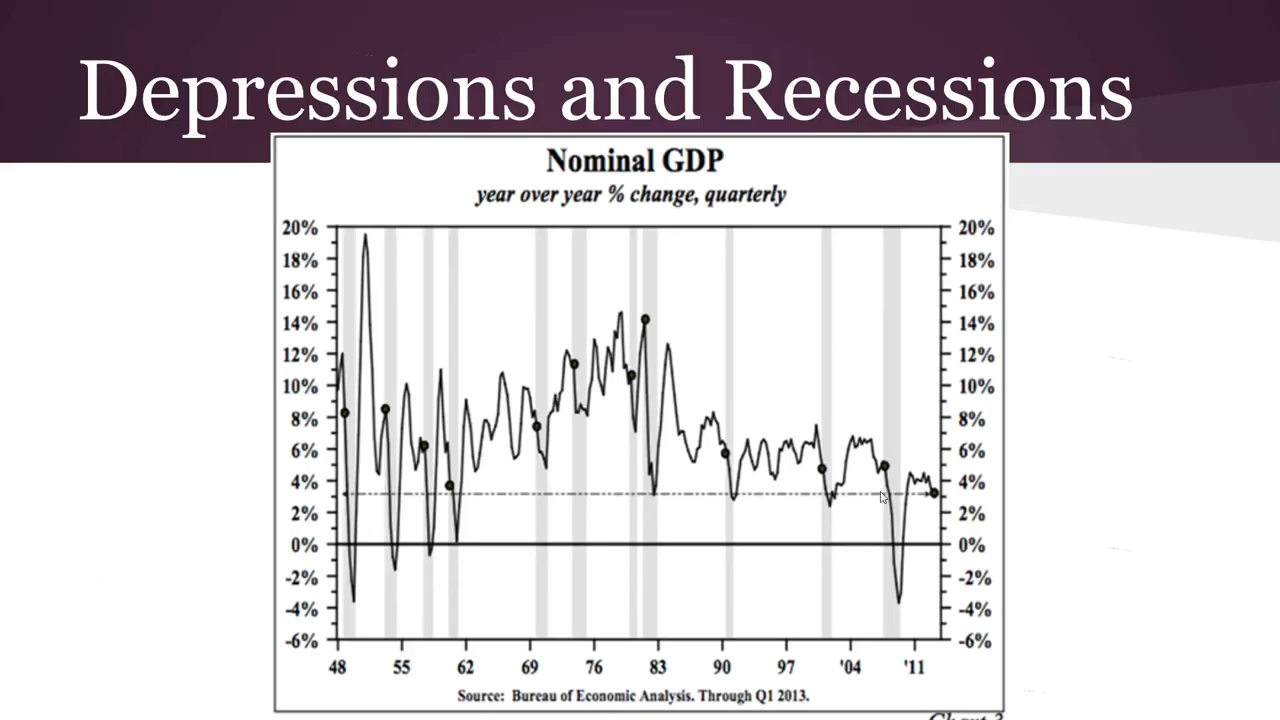 Depressions and Recessions
Nominal GDP
year over year % change, quarterly
20% 20%
18% 18%
16% 16%
14% 14%
12% 12%
10% 10%
8% 8%
6% 6%
4% 4%
2% 2%
0% 0%
-2% -2%
-4% -4%
-6% -6%
48 55 62 69 76 83 90 97 '04 '11
Source: Bureau of Economic Analysis. Through Q1 2013.